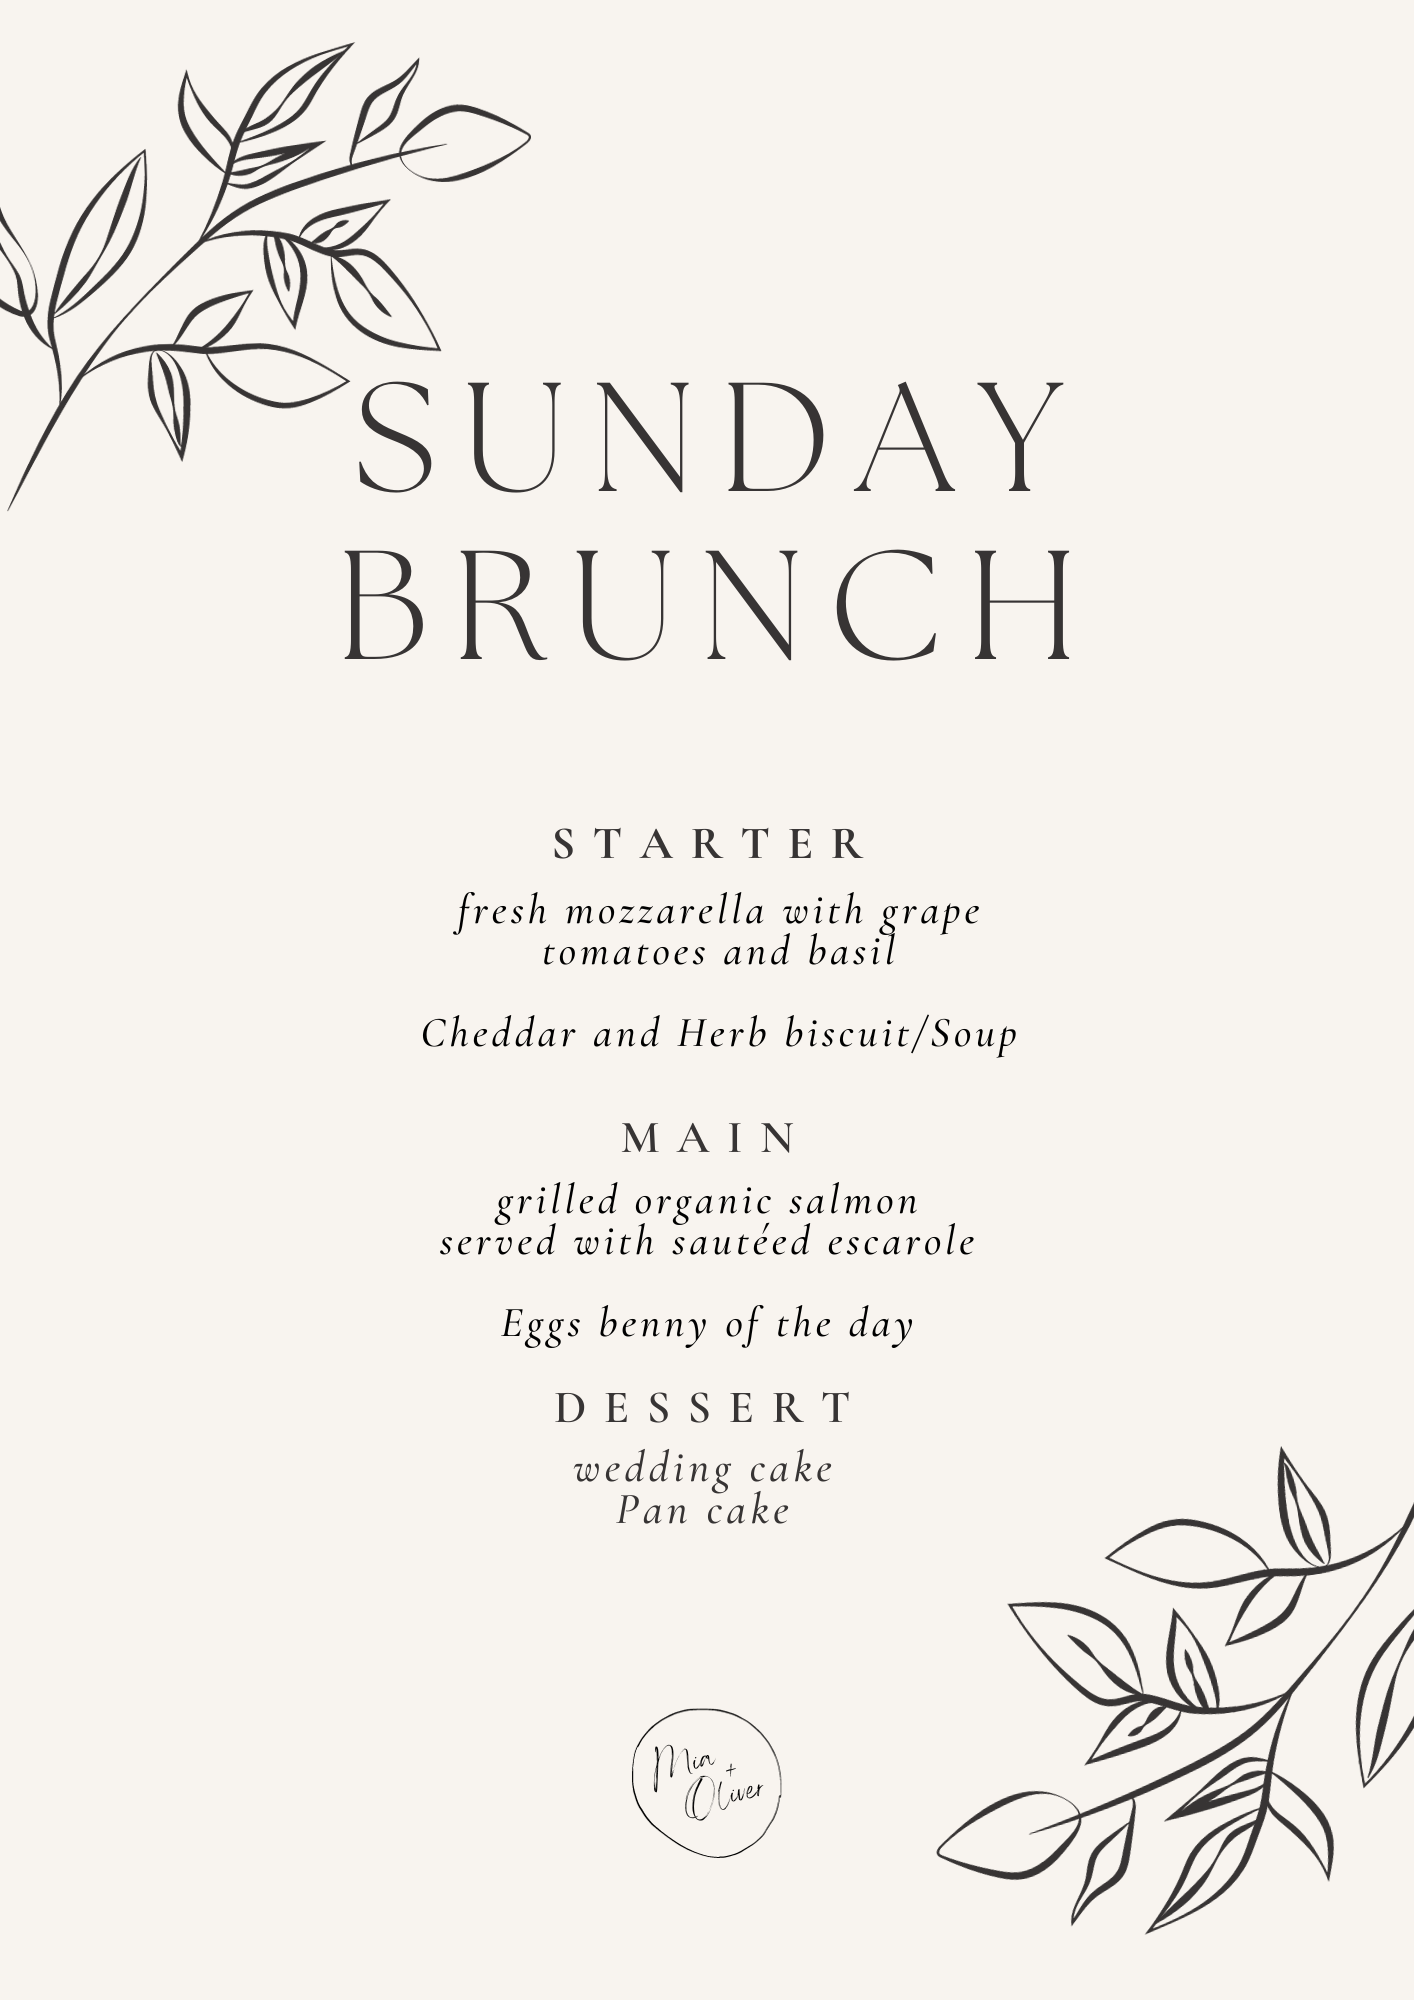 SUNDAY
BRUNCH
STARTER
fresh mozzarella with grape
tomatoes and basil
Cheddar and Herb biscuit/Soup
MAIN
grilled organic salmon
served with sautéed escarole
Eggs benny of the day
DESSERT
wedding cake
Pan cake
Mia
+
Oliver